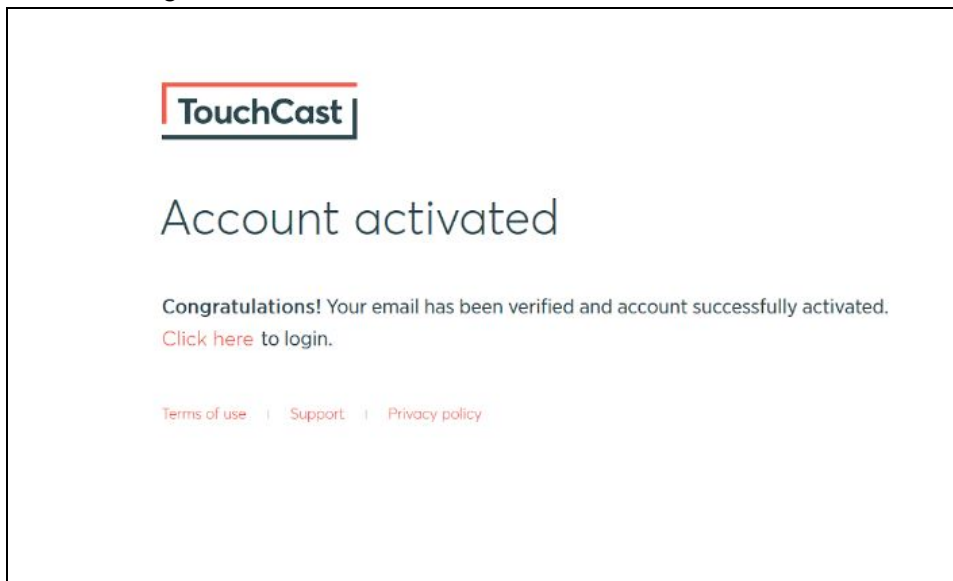 TouchCast
Account activated
Congratulations! Your email has been verified and account successfully activated.
Click here to login.
Terms of use | Support | Privacy policy